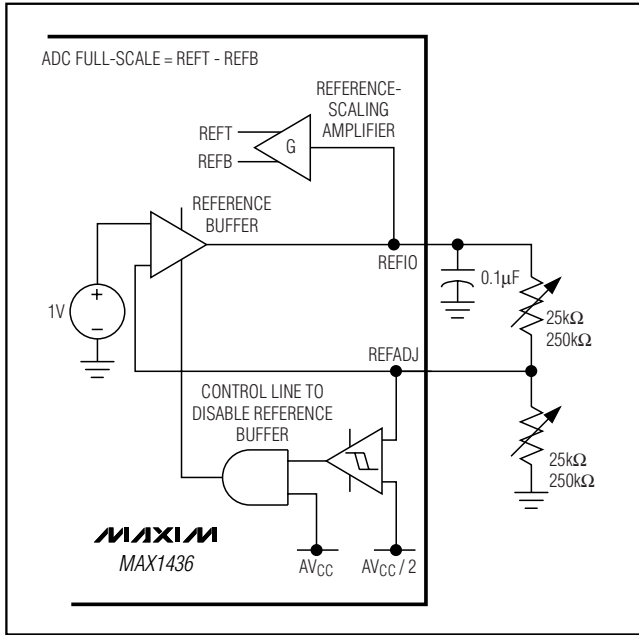 ADC FULL-SCALE = REFT - REFB
REFERENCE-
SCALING
AMPLIFIER
REFT
REFB
G
REFERENCE
BUFFER
REFIO
0.1µF
1V
+
−
25kΩ
250kΩ
REFADJ
CONTROL LINE TO
DISABLE REFERENCE
BUFFER
25kΩ
250kΩ
MAXIM
MAX1436
AVCC
AVCC / 2